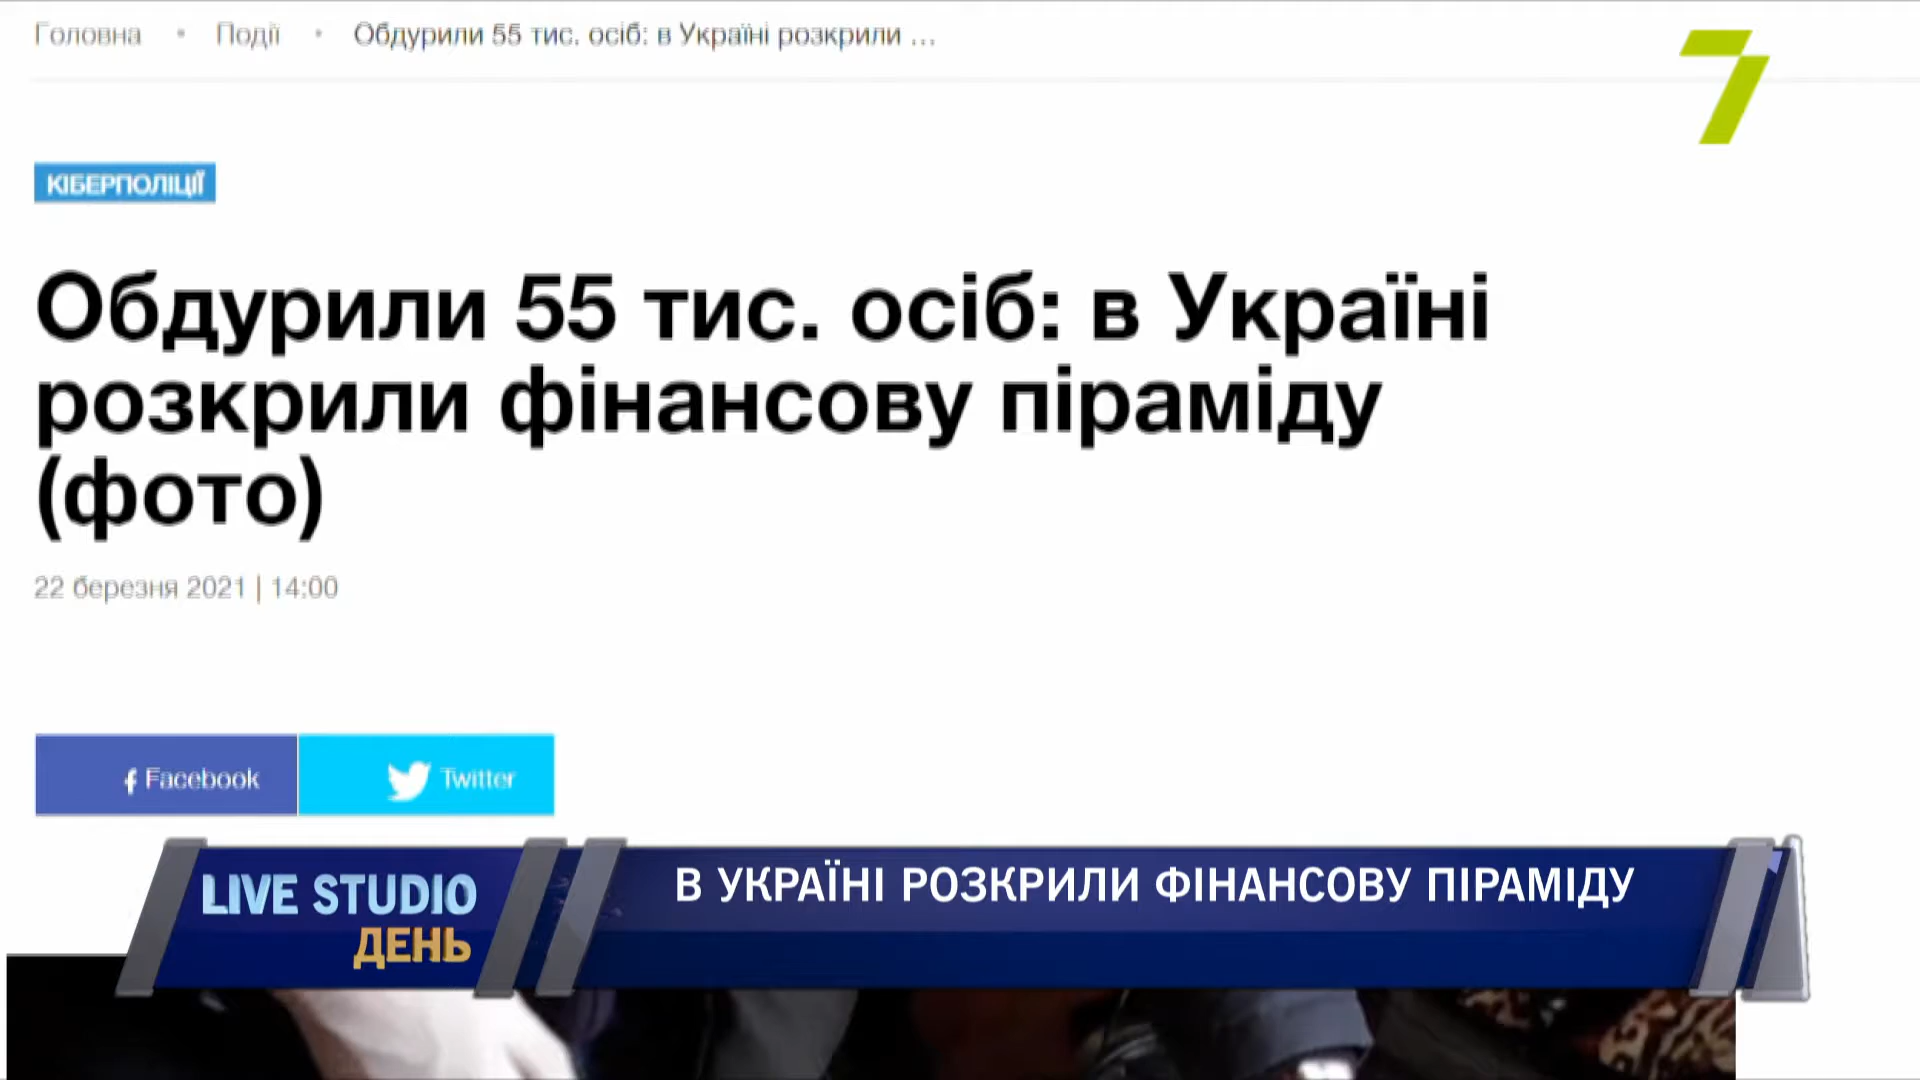 Головна • Події • Обдурили 55 тис. осіб: в Україні розкрили ...
7
КІБЕРПОЛІЦІЇ
Обдурили 55 тис. осіб: в Україні
розкрили фінансову піраміду
(фото)
22 березня 2021 | 14:00
Facebook Twitter
LIVE STUDIO
ДЕНЬ
В УКРАЇНІ РОЗКРИЛИ ФІНАНСОВУ ПІРАМІДУ